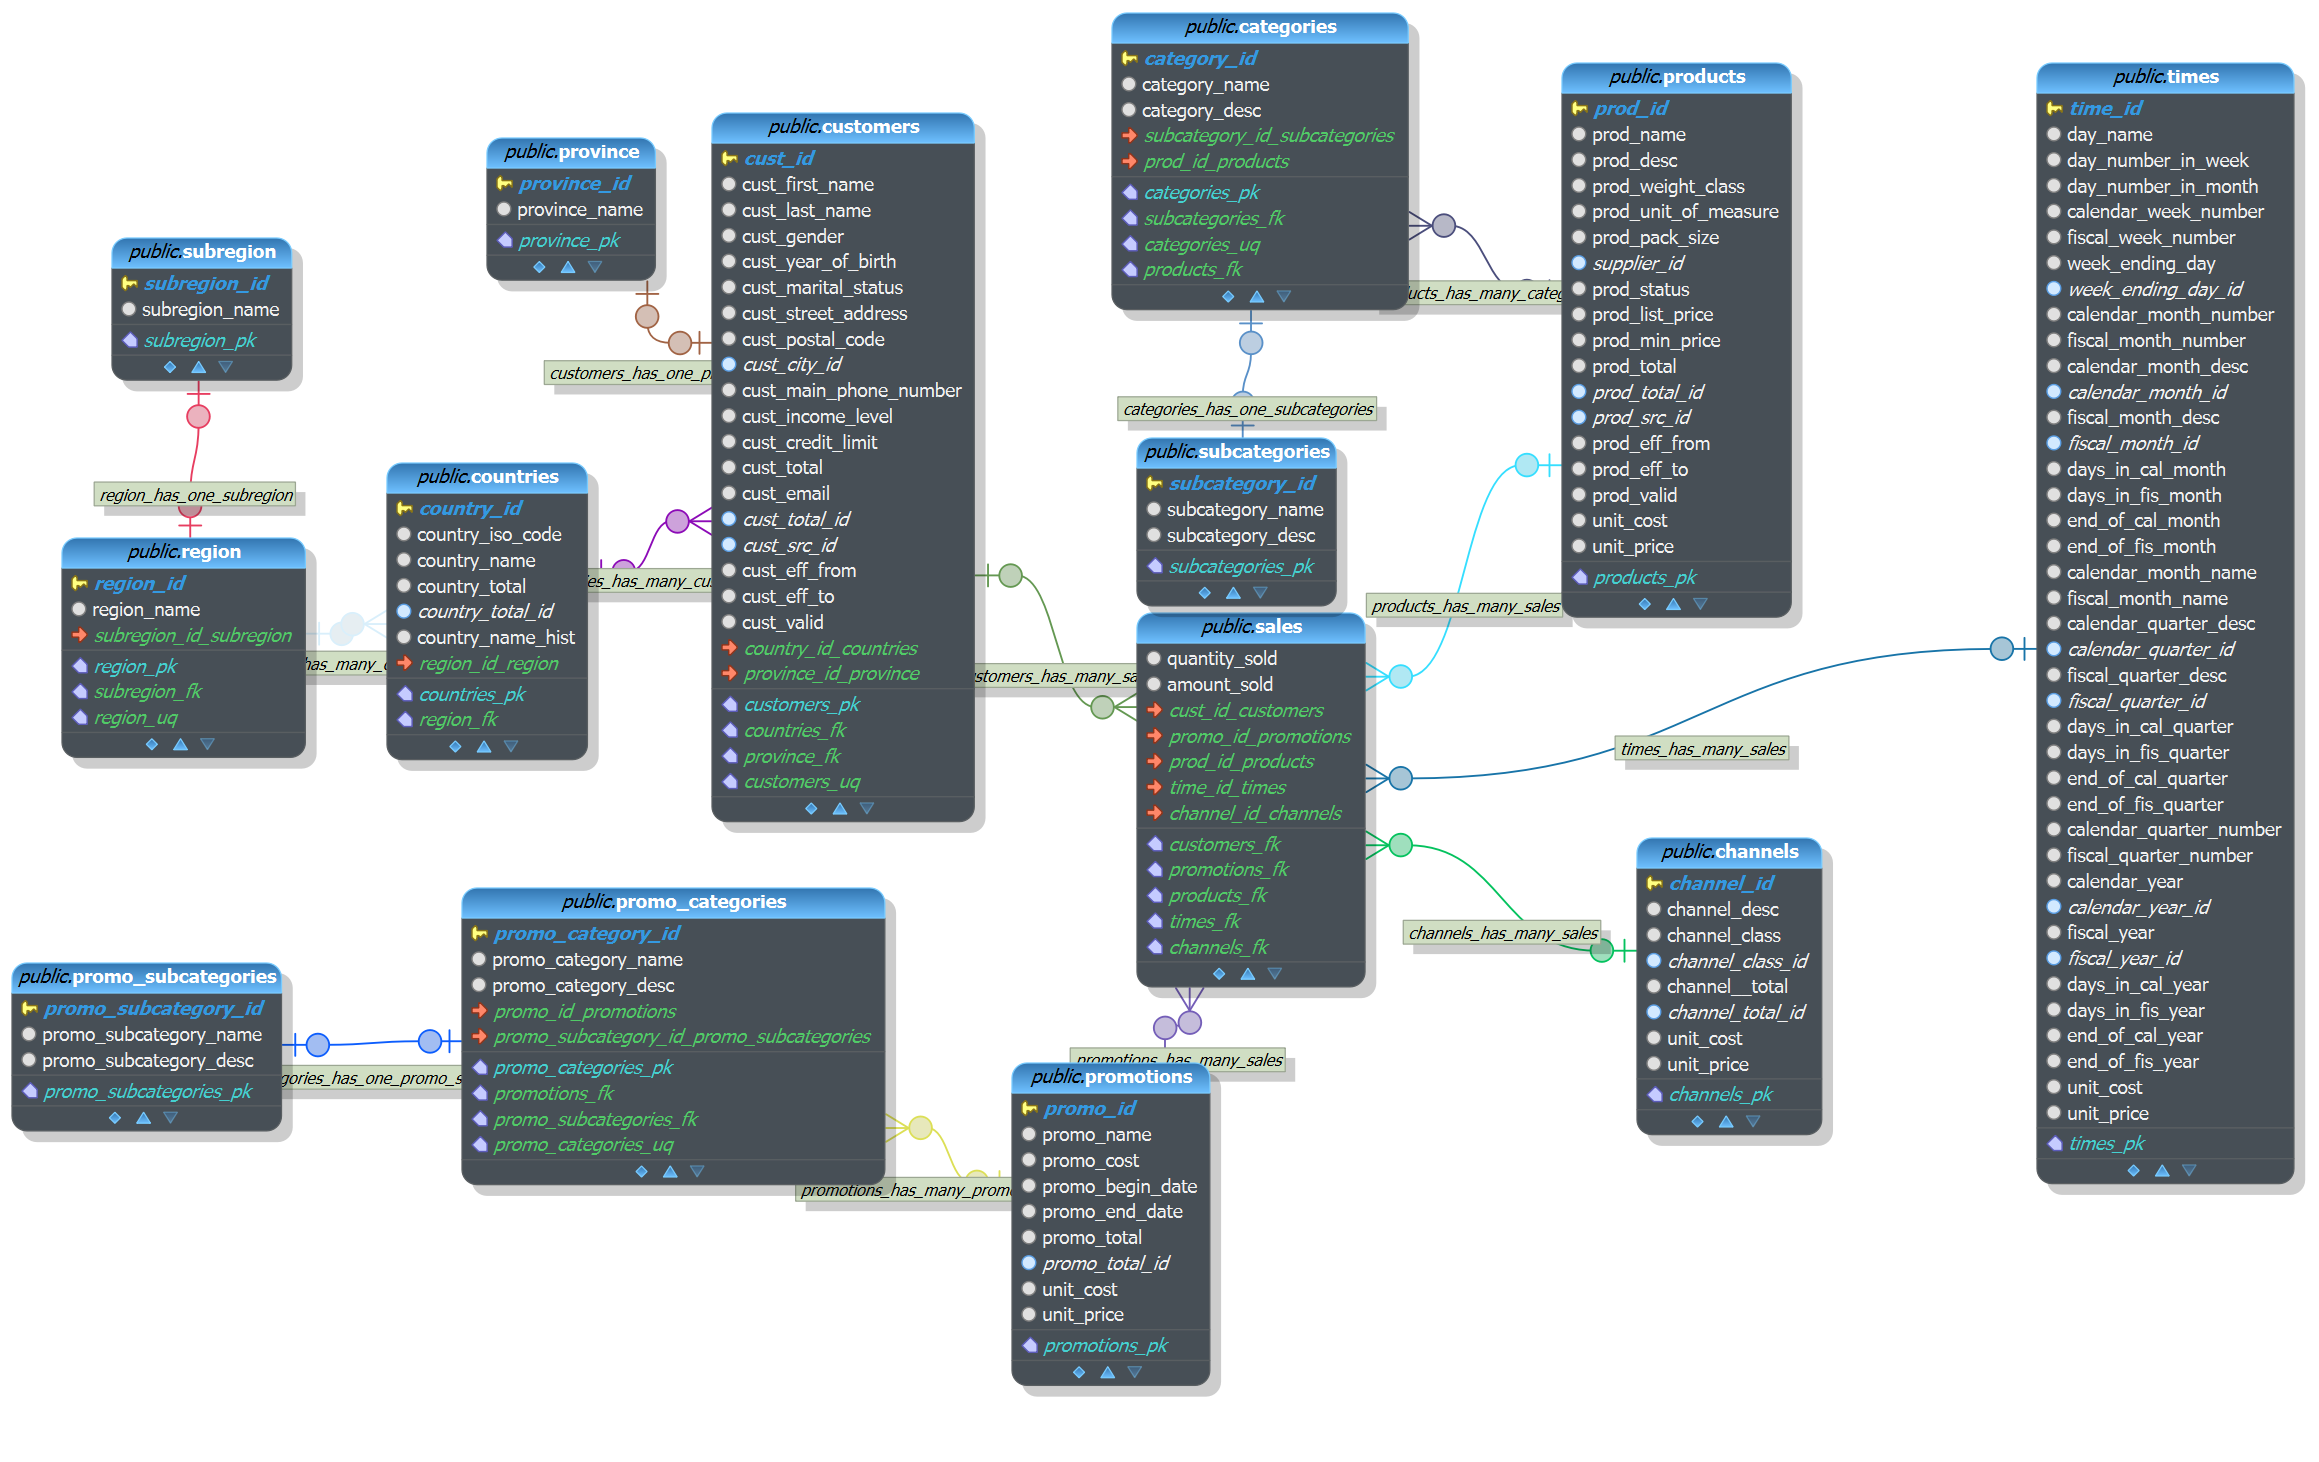 public.categories
category_id
category_name
category_desc
subcategory_id_subcategories
prod_id_products
categories_pk
subcategories_fk
categories_uq
products_fk
public.products
prod_id
prod_name
prod_desc
prod_weight_class
prod_unit_of_measure
prod_pack_size
supplier_id
prod_status
prod_list_price
prod_min_price
prod_total
prod_total_id
prod_src_id
prod_eff_from
prod_eff_to
prod_valid
unit_cost
unit_price
products_pk
public.times
time_id
day_name
day_number_in_week
day_number_in_month
calendar_week_number
fiscal_week_number
week_ending_day
week_ending_day_id
calendar_month_number
fiscal_month_number
calendar_month_desc
calendar_month_id
fiscal_month_desc
fiscal_month_id
days_in_cal_month
days_in_fis_month
end_of_cal_month
end_of_fis_month
calendar_month_name
fiscal_month_name
calendar_quarter_desc
calendar_quarter_id
fiscal_quarter_desc
fiscal_quarter_id
days_in_cal_quarter
days_in_fis_quarter
end_of_cal_quarter
end_of_fis_quarter
calendar_quarter_number
fiscal_quarter_number
calendar_year
calendar_year_id
fiscal_year
fiscal_year_id
days_in_cal_year
days_in_fis_year
end_of_cal_year
end_of_fis_year
unit_cost
unit_price
times_pk
public.customers
cust_id
cust_first_name
cust_last_name
cust_gender
cust_year_of_birth
cust_marital_status
cust_street_address
cust_postal_code
cust_city_id
cust_main_phone_number
cust_income_level
cust_credit_limit
cust_total
cust_email
cust_total_id
cust_src_id
cust_eff_from
cust_eff_to
cust_valid
country_id_countries
province_id_province
customers_pk
countries_fk
province_fk
customers_uq
public.province
province_id
province_name
province_pk
public.subregion
subregion_id
subregion_name
subregion_pk
customers_has_one_p
ucts_has_many_categ
categories_has_one_subcategories
public.subcategories
subcategory_id
subcategory_name
subcategory_desc
subcategories_pk
region_has_one_subregion
public.countries
country_id
country_iso_code
country_name
country_total
country_total_id
country_name_hist
region_id_region
countries_pk
region_fk
public.region
region_id
region_name
subregion_id_subregion
region_pk
subregion_fk
region_uq
ies_has_many_cu
has_many_c
products_has_many_sales
stomers_has_many_sa
public.sales
quantity_sold
amount_sold
cust_id_customers
promo_id_promotions
prod_id_products
time_id_times
channel_id_channels
customers_fk
promotions_fk
products_fk
times_fk
channels_fk
times_has_many_sales
public.channels
channel_id
channel_desc
channel_class
channel_class_id
channel__total
channel_total_id
unit_cost
unit_price
channels_pk
channels_has_many_sales
public.promo_categories
promo_category_id
promo_category_name
promo_category_desc
promo_id_promotions
promo_subcategory_id_promo_subcategories
promo_categories_pk
promotions_fk
promo_subcategories_fk
promo_categories_uq
public.promo_subcategories
promo_subcategory_id
promo_subcategory_name
promo_subcategory_desc
promo_subcategories_pk
gories_has_one_promo_s
promotions_has_many_sales
promotions_has_many_prom
public.promotions
promo_id
promo_name
promo_cost
promo_begin_date
promo_end_date
promo_total
promo_total_id
unit_cost
unit_price
promotions_pk